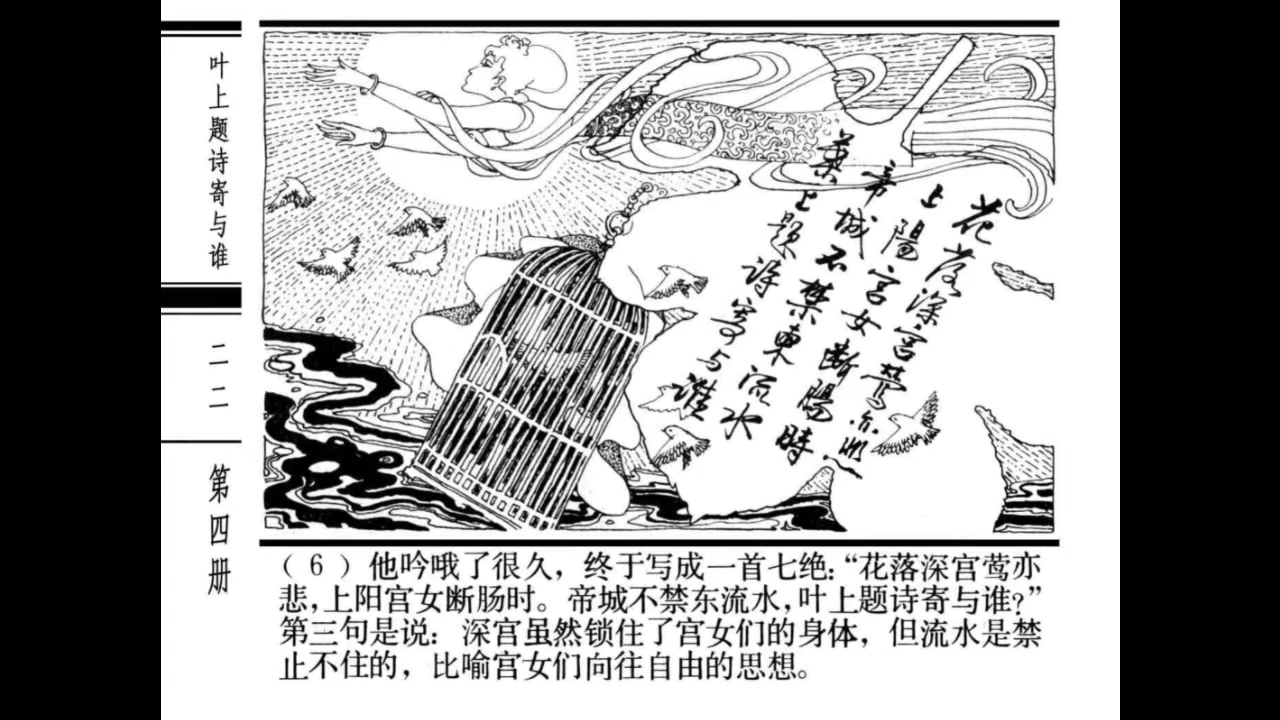 叶上题诗寄与谁
二二
第四册
花落深宫莺亦悲
上陽宫女断腸時
帝城不禁東流水
葉上题诗寄与谁
（6）他吟哦了很久，终于写成一首七绝：“花落深宫莺亦
悲，上阳宫女断肠时。帝城不禁东流水，叶上题诗寄与谁？”
第三句是说：深宫虽然锁住了宫女们的身体，但流水是禁
止不住的，比喻宫女们向往自由的思想。